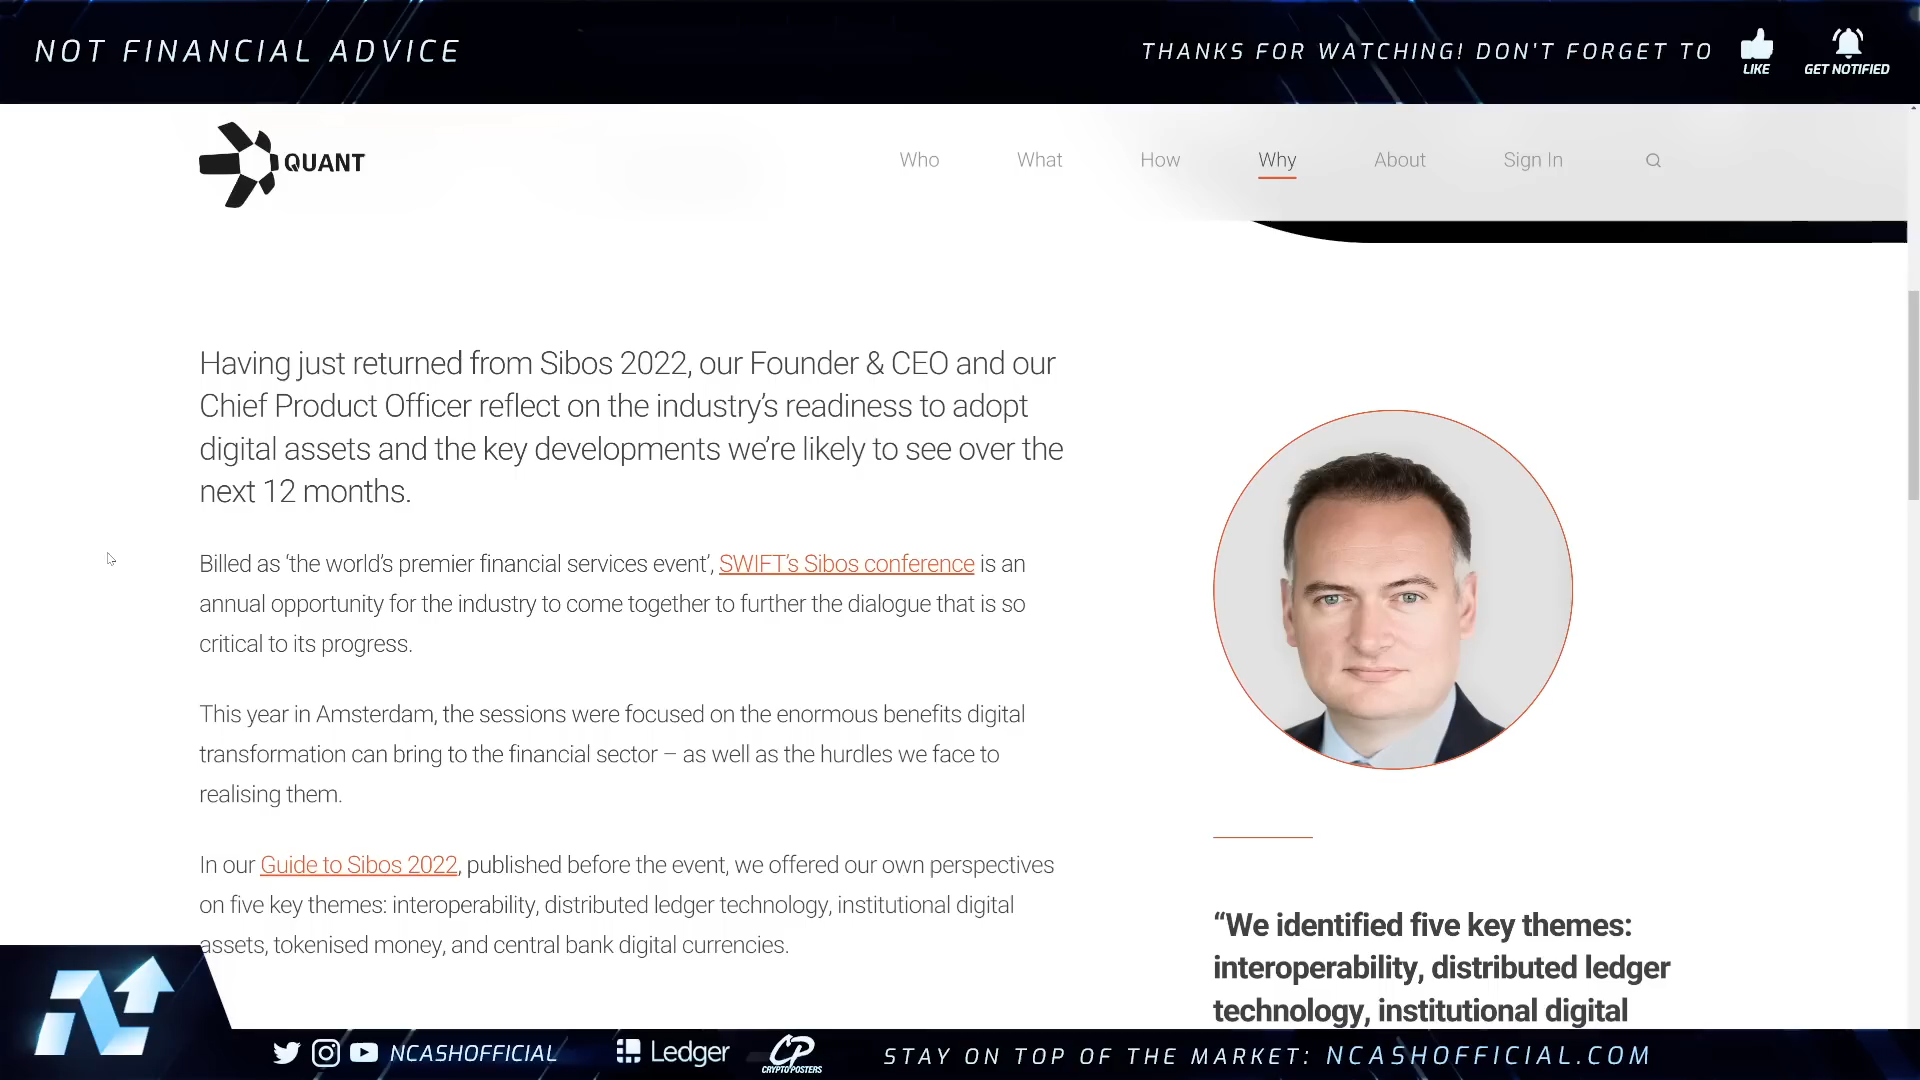 NOT FINANCIAL ADVICE
THANKS FOR WATCHING! DON'T FORGET TO
LIKE
GET NOTIFIED
QUANT
Who
What
How
Why
About
Sign In
Having just returned from Sibos 2022, our Founder & CEO and our
Chief Product Officer reflect on the industry’s readiness to adopt
digital assets and the key developments we’re likely to see over the
next 12 months.
Billed as ‘the world’s premier financial services event’, SWIFT’s Sibos conference is an
annual opportunity for the industry to come together to further the dialogue that is so
critical to its progress.
This year in Amsterdam, the sessions were focused on the enormous benefits digital
transformation can bring to the financial sector – as well as the hurdles we face to
realising them.
In our Guide to Sibos 2022, published before the event, we offered our own perspectives
on five key themes: interoperability, distributed ledger technology, institutional digital
assets, tokenised money, and central bank digital currencies.
“We identified five key themes:
interoperability, distributed ledger
technology, institutional digital
NCASHOFFICIAL
Ledger
CP
CRYPTOPOSTERS
STAY ON TOP OF THE MARKET: NCASHOFFICIAL.COM